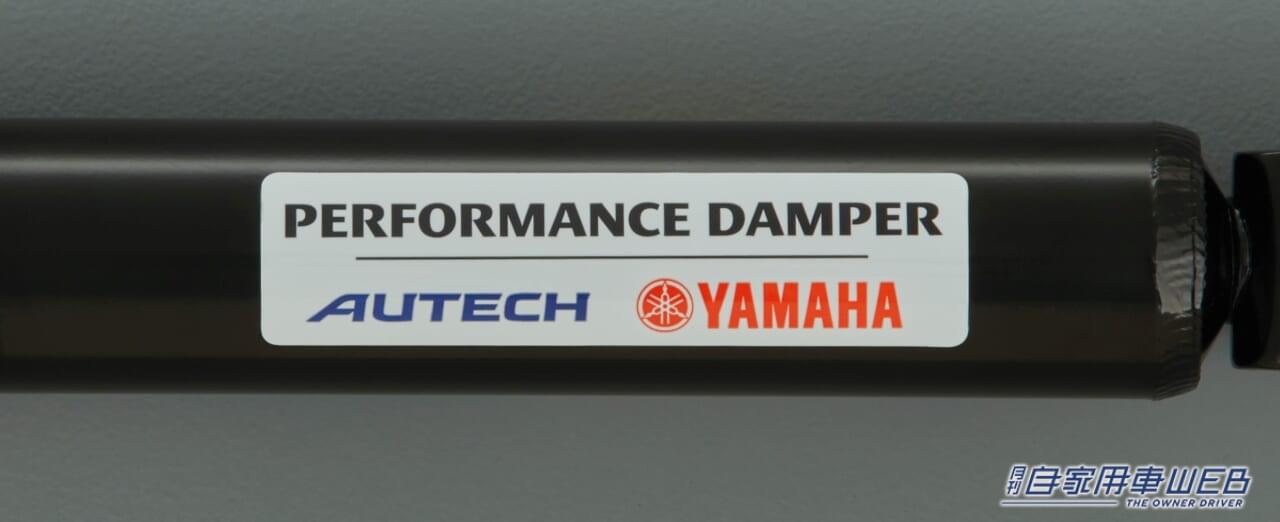 PERFORMANCE DAMPER
AUTECH YAMAHA
月刊自家用車WEB
THE OWNER DRIVER